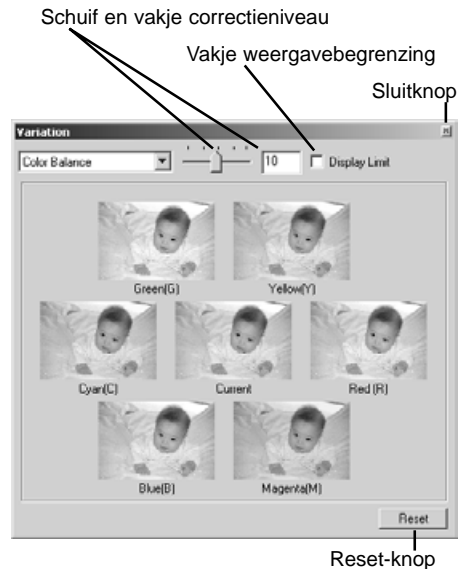 Schuif en vakje correctieniveau
Vakje weergavebegrenzing
Sluitknop
Variation
Color Balance
10
Display Limit
Green(G)
Yellow(Y)
Cyan(C)
Current
Red (R)
Blue(B)
Magenta(M)
Reset
Reset-knop